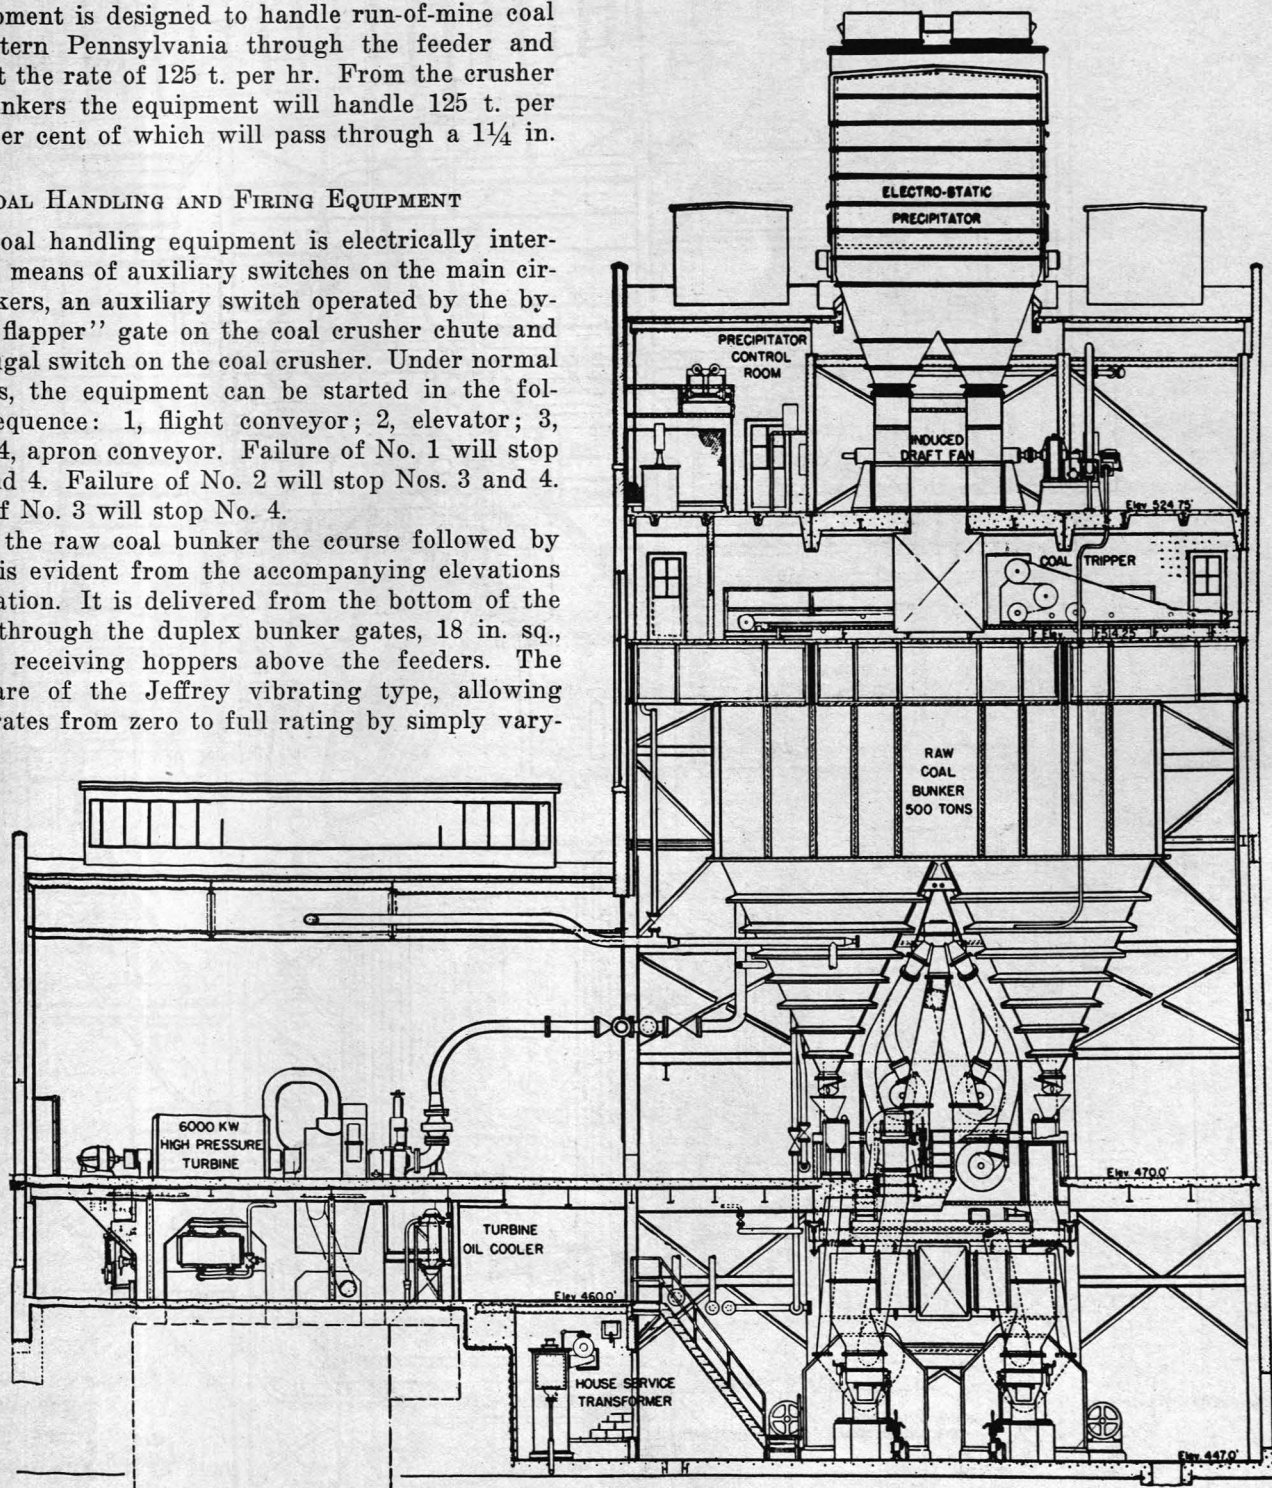 pment is designed to handle run-of-mine coal
tern Pennsylvania through the feeder and
t the rate of 125 t. per hr. From the crusher
nkers the equipment will handle 125 t. per
er cent of which will pass through a 1¼ in.
OAL HANDLING AND FIRING EQUIPMENT
oal handling equipment is electrically inter-
means of auxiliary switches on the main cir-
kers, an auxiliary switch operated by the by-
flapper" gate on the coal crusher chute and
ugal switch on the coal crusher. Under normal
s, the equipment can be started in the fol-
equence: 1, flight conveyor; 2, elevator; 3,
4, apron conveyor. Failure of No. 1 will stop
d 4. Failure of No. 2 will stop Nos. 3 and 4.
f No. 3 will stop No. 4.
the raw coal bunker the course followed by
is evident from the accompanying elevations
ation. It is delivered from the bottom of the
through the duplex bunker gates, 18 in. sq.,
receiving hoppers above the feeders. The
are of the Jeffrey vibrating type, allowing
rates from zero to full rating by simply vary-
ELECTRO-STATIC
PRECIPITATOR
PRECIPITATOR
CONTROL
ROOM
INDUCED
DRAFT FAN
Elev. 524.75'
COAL TRIPPER
Elev. 514.25
RAW
COAL
BUNKER
500 TONS
6000 KW
HIGH PRESSURE
TURBINE
Elev. 470.0'
TURBINE
OIL COOLER
Elev. 460.0'
HOUSE SERVICE
TRANSFORMER
Elev. 447.0'